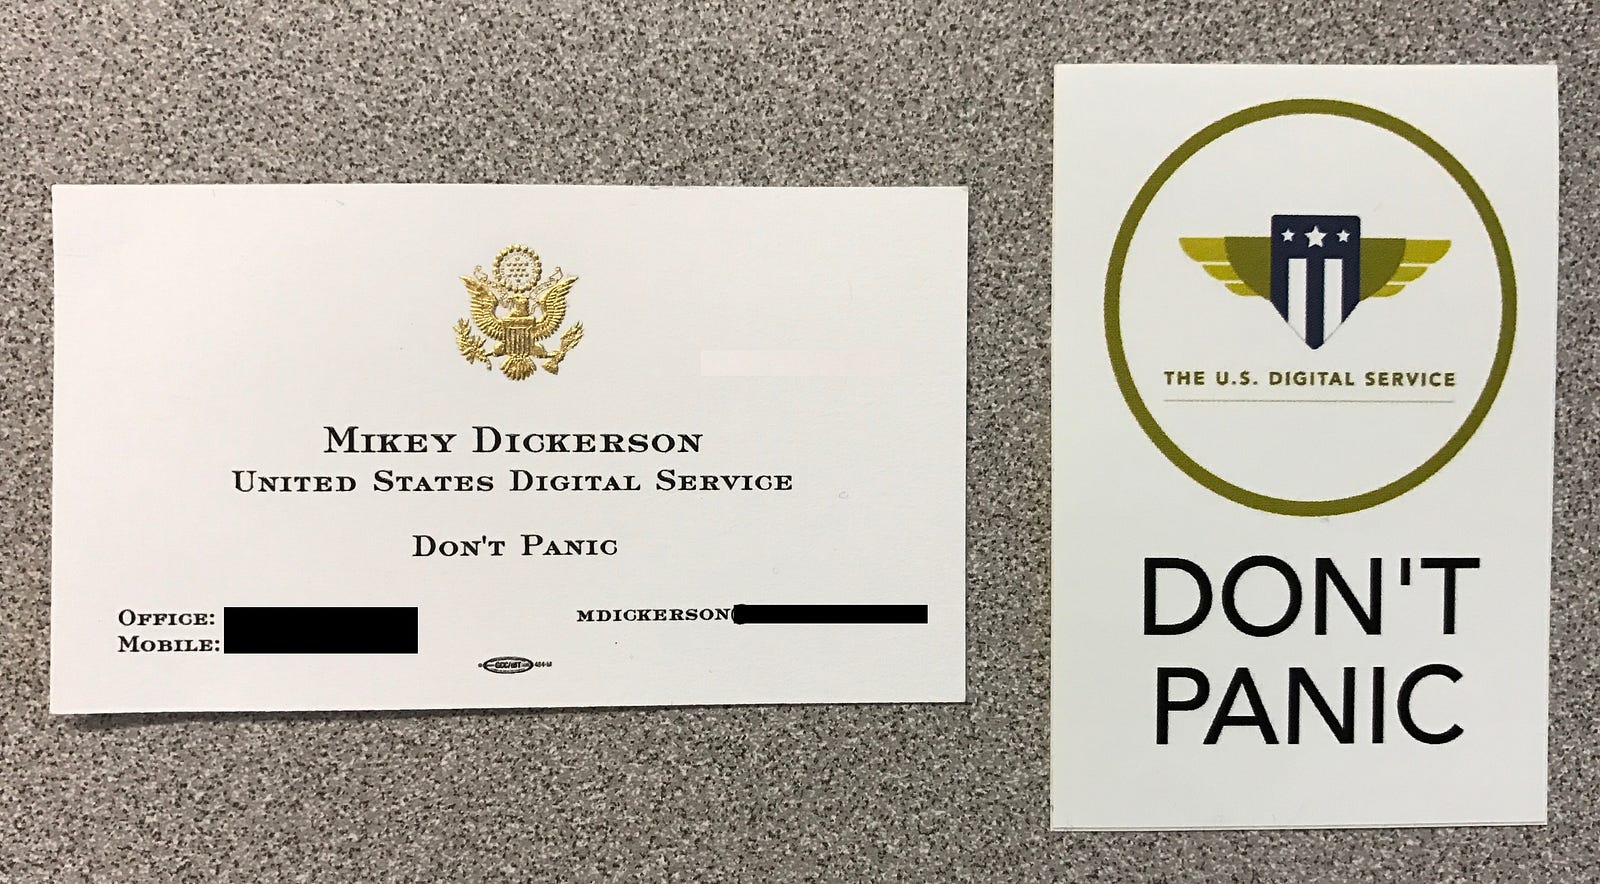 Mikey Dickerson
United States Digital Service
Don't Panic
Office:
Mobile:
mdickerson
THE U.S. DIGITAL SERVICE
DON'T
PANIC